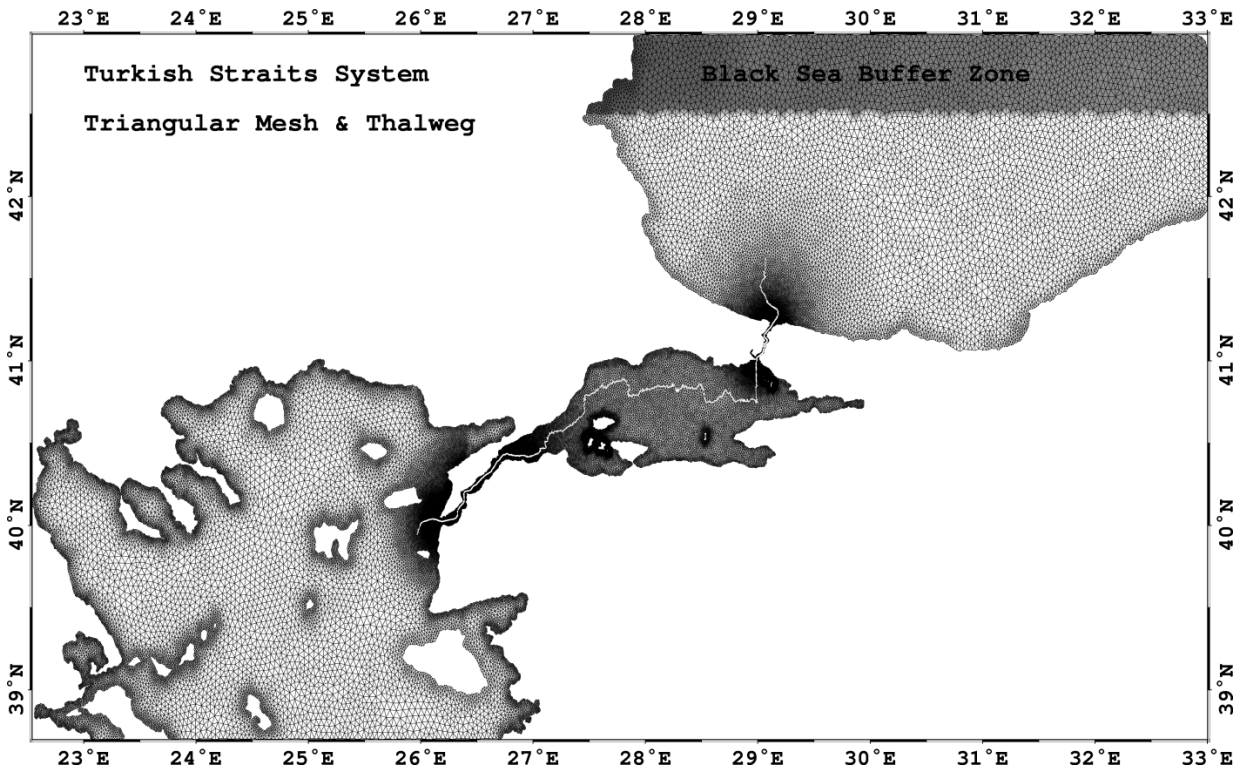 23°E 24°E 25°E 26°E 27°E 28°E 29°E 30°E 31°E 32°E 33°E
Turkish Straits System
Black Sea Buffer Zone
Triangular Mesh & Thalweg
42°N 42°N
41°N 41°N
40°N 40°N
39°N 39°N
23°E 24°E 25°E 26°E 27°E 28°E 29°E 30°E 31°E 32°E 33°E